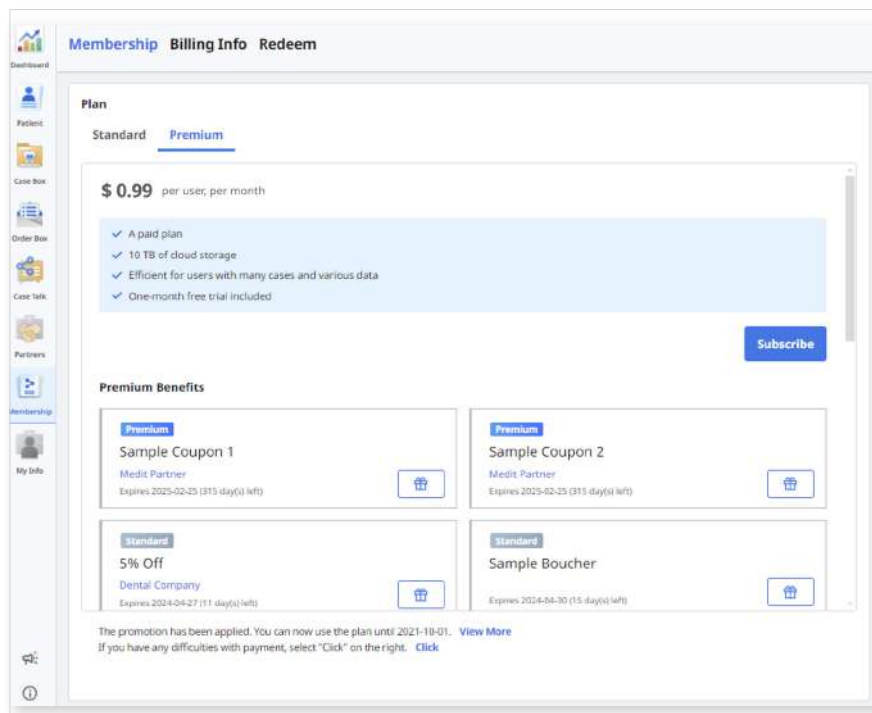 Membership Billing Info Redeem
Dashboard
Patient
Case Box
Order Box
Case Talk
Partners
Membership
My Info
Plan
Standard Premium
$ 0.99 per user, per month
A paid plan
10 TB of cloud storage
Efficient for users with many cases and various data
One-month free trial included
Subscribe
Premium Benefits
Premium
Sample Coupon 1
Medit Partner
Expires 2025-02-25 (315 day(s) left)
Premium
Sample Coupon 2
Medit Partner
Expires 2025-02-25 (315 day(s) left)
Standard
5% Off
Dental Company
Expires 2024-04-27 (11 day(s) left)
Standard
Sample Boucher
Expires 2024-04-30 (15 day(s) left)
The promotion has been applied. You can now use the plan until 2021-10-01. View More
If you have any difficulties with payment, select "Click" on the right. Click